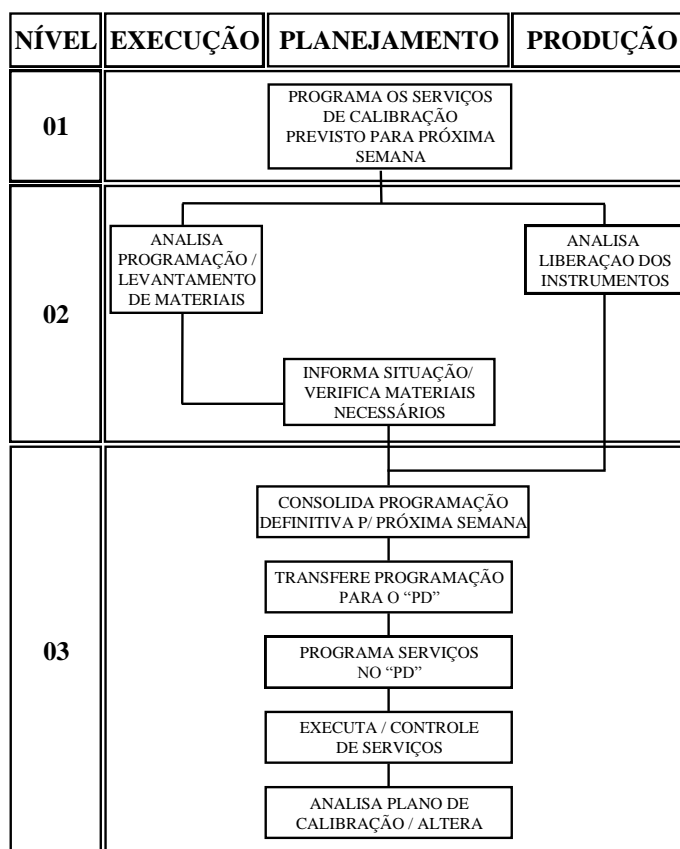 NÍVEL EXECUÇÃO PLANEJAMENTO PRODUÇÃO
01
PROGRAMA OS SERVIÇOS
DE CALIBRAÇÃO
PREVISTO PARA PRÓXIMA
SEMANA
02
ANALISA
PROGRAMAÇÃO /
LEVANTAMENTO
DE MATERIAIS
ANALISA
LIBERAÇAO DOS
INSTRUMENTOS
INFORMA SITUAÇÃO/
VERIFICA MATERIAIS
NECESSÁRIOS
03
CONSOLIDA PROGRAMAÇÃO
DEFINITIVA P/ PRÓXIMA SEMANA
TRANSFERE PROGRAMAÇÃO
PARA O “PD”
PROGRAMA SERVIÇOS
NO “PD”
EXECUTA / CONTROLE
DE SERVIÇOS
ANALISA PLANO DE
CALIBRAÇÃO / ALTERA